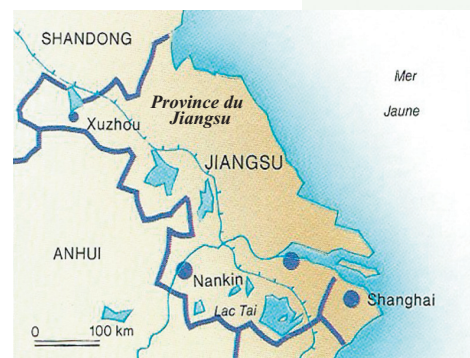 SHANDONG
Mer
Jaune
Province du
Jiangsu
Xuzhou
JIANGSU
ANHUI
Nankin
Lac Tai
Shanghai
0 100 km